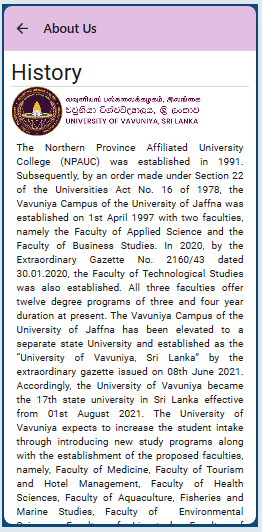 About Us
History
வவுனியாப் பல்கலைக்கழகம், இலங்கை
වවුනියාව විශ්වවිද්‍යාලය, ශ්‍රී ලංකාව
UNIVERSITY OF VAVUNIYA, SRI LANKA
The Northern Province Affiliated University
College (NPAUC) was established in 1991.
Subsequently, by an order made under Section 22
of the Universities Act No. 16 of 1978, the
Vavuniya Campus of the University of Jaffna was
established on 1st April 1997 with two faculties,
namely the Faculty of Applied Science and the
Faculty of Business Studies. In 2020, by the
Extraordinary Gazette No. 2160/43 dated
30.01.2020, the Faculty of Technological Studies
was also established. All three faculties offer
twelve degree programs of three and four year
duration at present. The Vavuniya Campus of the
University of Jaffna has been elevated to a
separate state University and established as the
“University of Vavuniya, Sri Lanka” by the
extraordinary gazette issued on 08th June 2021.
Accordingly, the University of Vavuniya became
the 17th state university in Sri Lanka effective
from 01st August 2021. The University of
Vavuniya expects to increase the student intake
through introducing new study programs along
with the establishment of the proposed faculties,
namely, Faculty of Medicine, Faculty of Tourism
and Hotel Management, Faculty of Health
Sciences, Faculty of Aquaculture, Fisheries and
Marine Studies, Faculty of Environmental